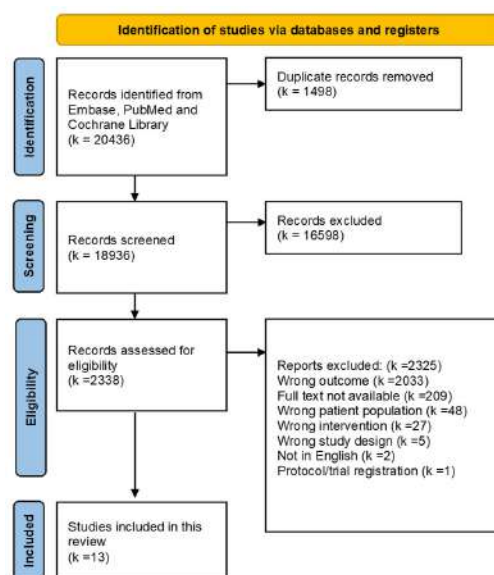 Identification of studies via databases and registers
Identification
Records identified from
Embase, PubMed and
Cochrane Library
(k = 20436)
Duplicate records removed
(k = 1498)
Screening
Records screened
(k = 18936)
Records excluded
(k = 16598)
Eligibility
Records assessed for
eligibility
(k =2338)
Reports excluded: (k =2325)
Wrong outcome (k =2033)
Full text not available (k =209)
Wrong patient population (k =48)
Wrong intervention (k =27)
Wrong study design (k =5)
Not in English (k =2)
Protocol/trial registration (k =1)
Included
Studies included in this
review
(k =13)